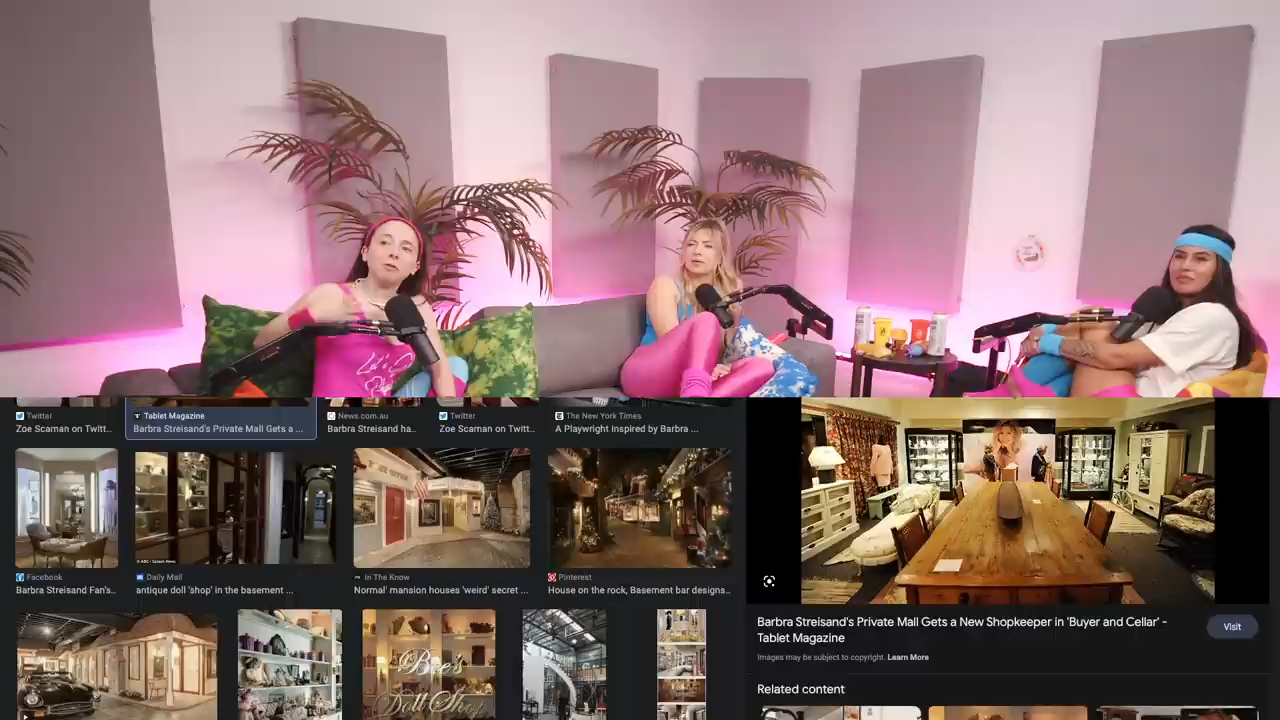 Let's Get
Twitter
Zoe Scaman on Twitt..
Tablet Magazine
Barbra Streisand's Private Mall Gets a ...
News.com.au
Barbra Streisand ha..
Twitter
Zoe Scaman on Twitt..
The New York Times
A Playwright Inspired by Barbra ...
Facebook
Barbra Streisand Fan's..
Daily Mail
antique doll 'shop' in the basement ...
In The Know
Normal' mansion houses 'weird' secret ...
Pinterest
House on the rock, Basement bar designs..
Bee's
Doll Shop
Barbra Streisand's Private Mall Gets a New Shopkeeper in 'Buyer and Cellar' -
Tablet Magazine
Visit
Images may be subject to copyright. Learn More
Related content